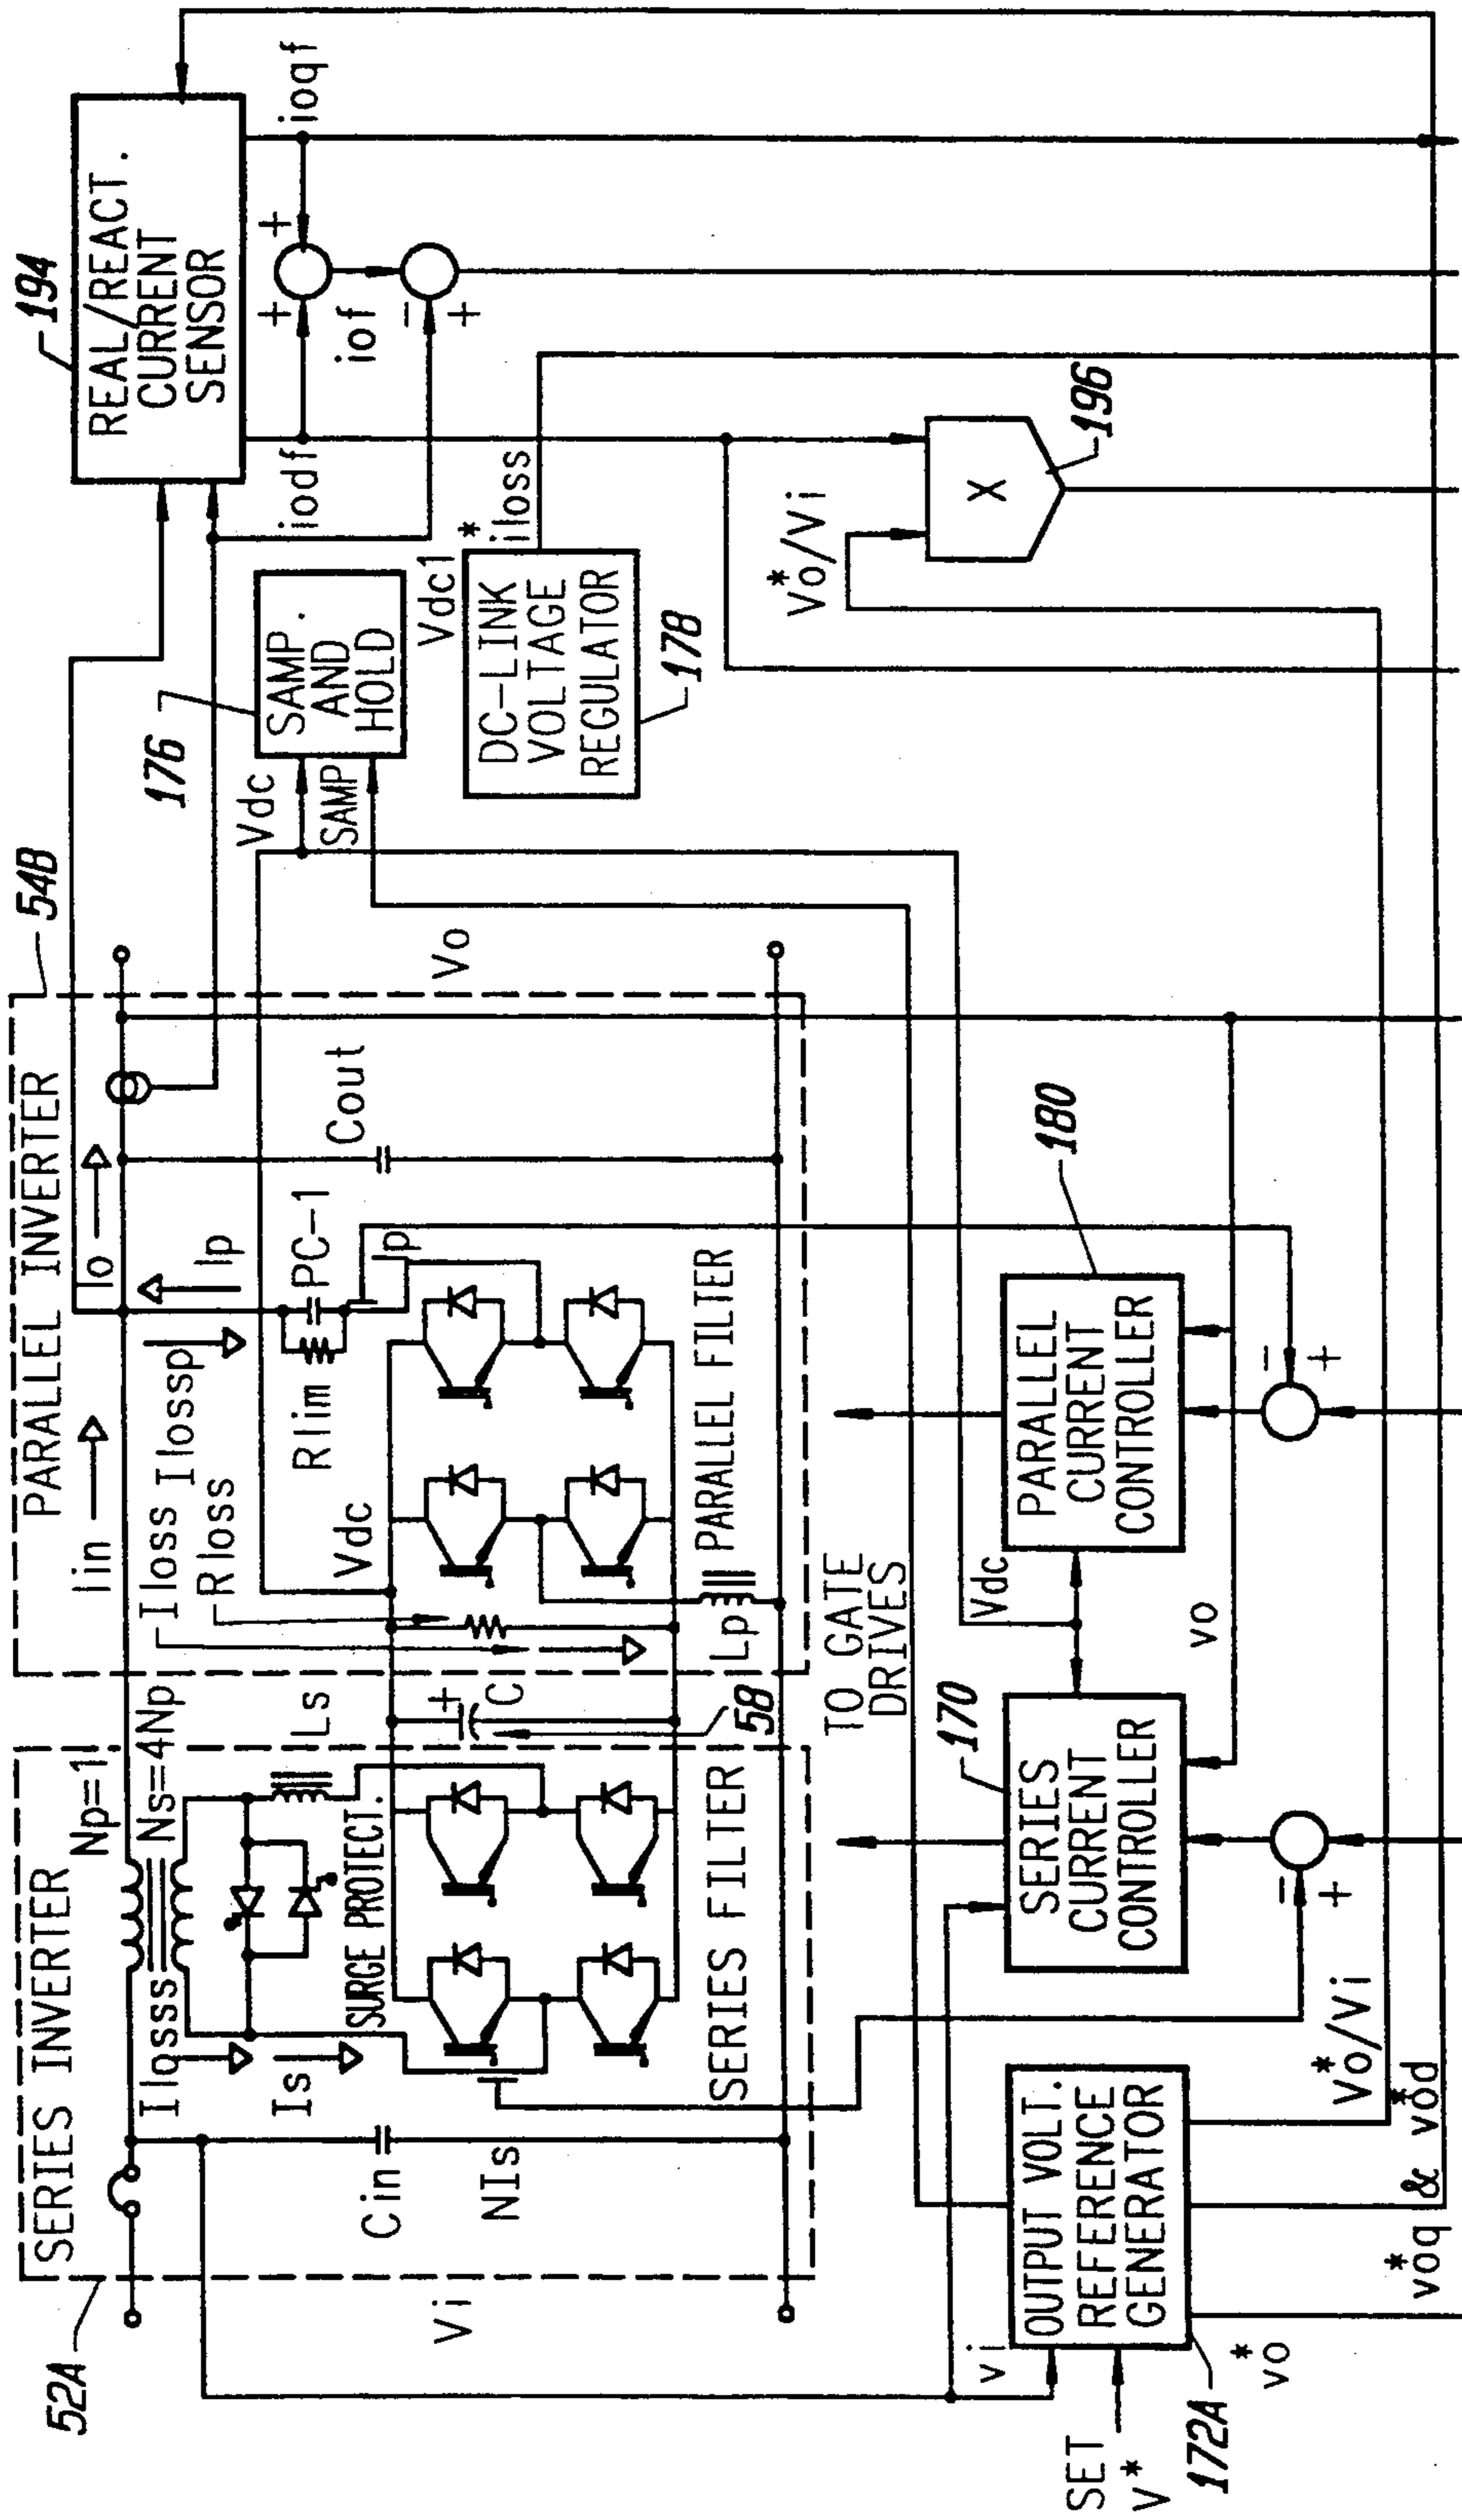 52A
SERIES INVERTER
Np=1
Ns=4Np
Ilosss
Is
Ls
SURGE PROTECT.
Vi
Cin
NIs
SERIES FILTER
C
+
58
PARALLEL INVERTER
54B
Iin
Io
Iloss
Ilossp
Ip
Rloss
Rlim
PC-1
Ip
Cout
Vdc
Lp
PARALLEL FILTER
Vo
TO GATE
DRIVES
194
REAL/REACT.
CURRENT
SENSOR
iodf
ioqf
+
+
iof
−
+
176
Vdc
SAMP
SAMP.
AND
HOLD
Vdc1
*
iloss
DC-LINK
VOLTAGE
REGULATOR
178
*
Vo/Vi
X
196
SET
V*
vi
OUTPUT VOLT.
REFERENCE
GENERATOR
172A
*
vo
*
voq & *
vod
*
Vo/Vi
170
SERIES
CURRENT
CONTROLLER
−
+
Vdc
vo
180
PARALLEL
CURRENT
CONTROLLER
−
+